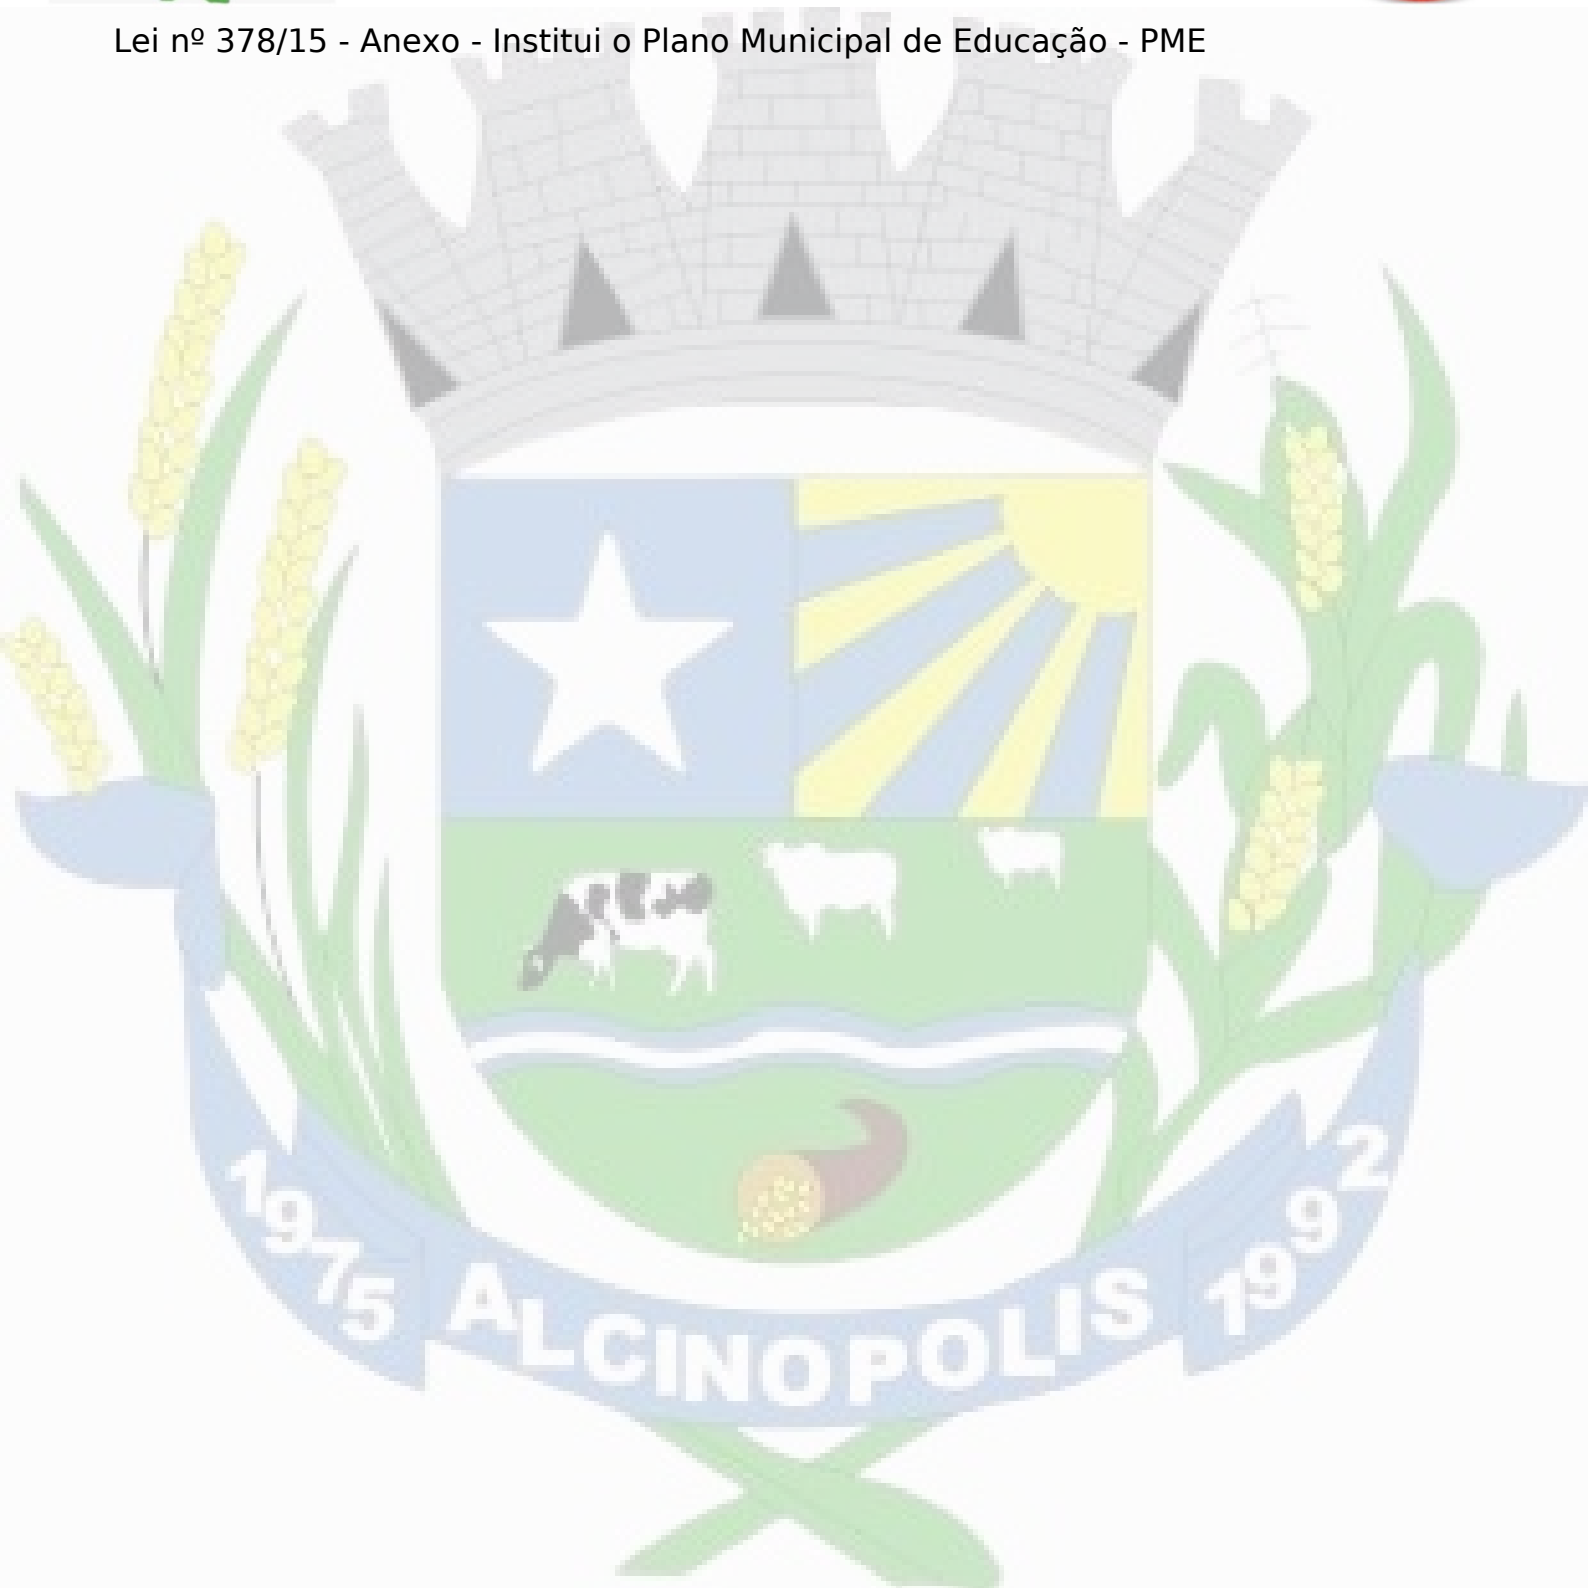 Lei nº 378/15 - Anexo - Institui o Plano Municipal de Educação - PME
1975
ALCINOPOLIS
1992